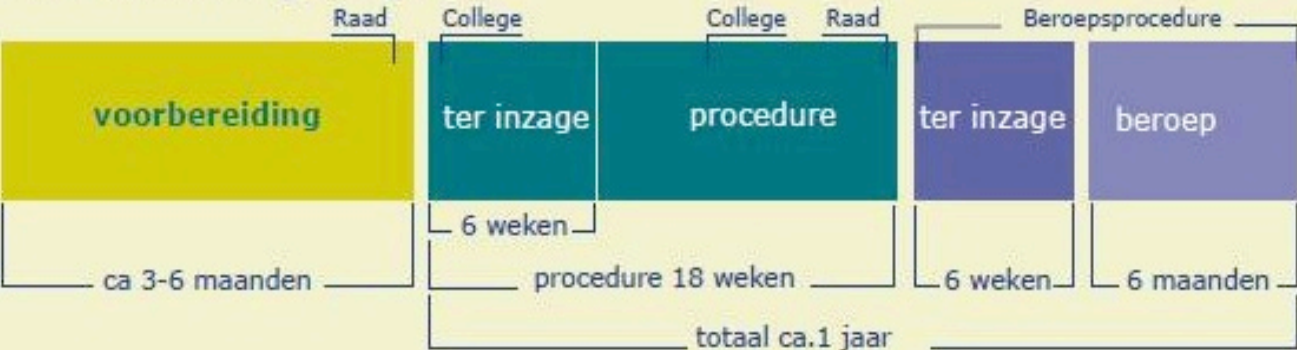 Raad College College Raad Beroepsprocedure
voorbereiding ter inzage procedure ter inzage beroep
6 weken
ca 3-6 maanden procedure 18 weken 6 weken 6 maanden
totaal ca.1 jaar